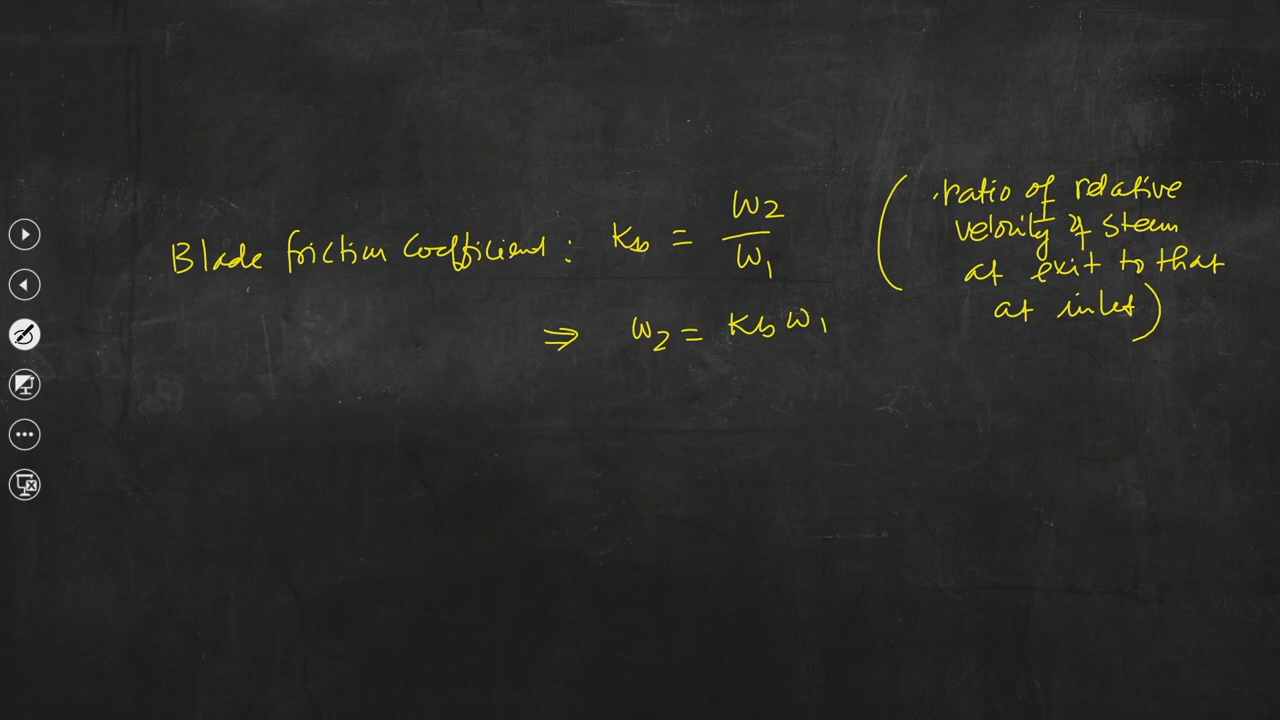 Blade friction Coefficient : Kb = W2 / W1
(ratio of relative
velocity of steam
at exit to that
at inlet)
⇒ W2 = Kb W1